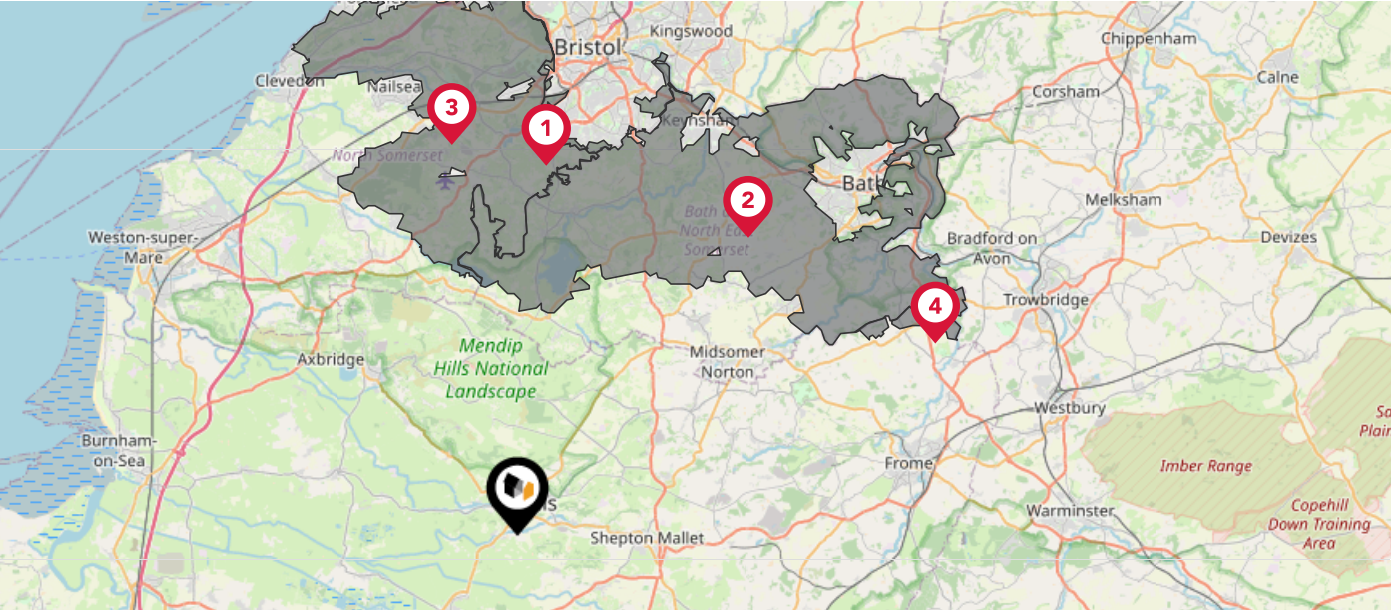 Bristol
Kingswood
Chippenham
Clevedon
Nailsea
Calne
Corsham
3
1
Keynsham
North Somerset
Bath
2
Melksham
Bath
North East
Somerset
Weston-super-
Mare
Bradford on
Avon
Devizes
4
Trowbridge
Axbridge
Mendip
Hills National
Landscape
Midsomer
Norton
Westbury
Burnham-
on-Sea
Frome
Imber Range
Warminster
Copehill
Down Training
Area
Shepton Mallet